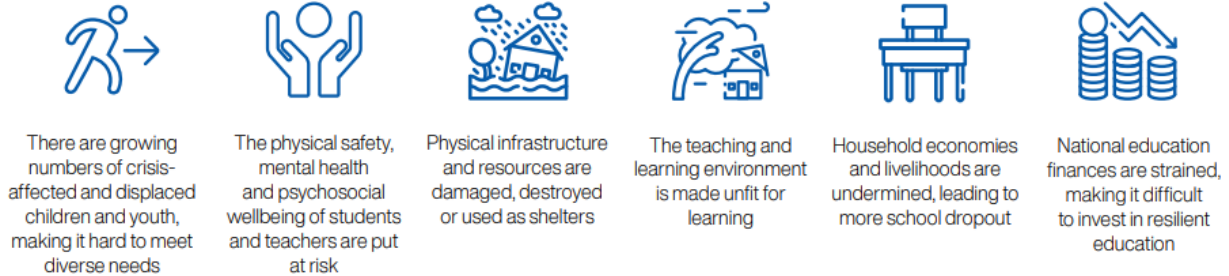 There are growing
numbers of crisis-
affected and displaced
children and youth,
making it hard to meet
diverse needs
The physical safety,
mental health
and psychosocial
wellbeing of students
and teachers are put
at risk
Physical infrastructure
and resources are
damaged, destroyed
or used as shelters
The teaching and
learning environment
is made unfit for
learning
Household economies
and livelihoods are
undermined, leading to
more school dropout
National education
finances are strained,
making it difficult
to invest in resilient
education